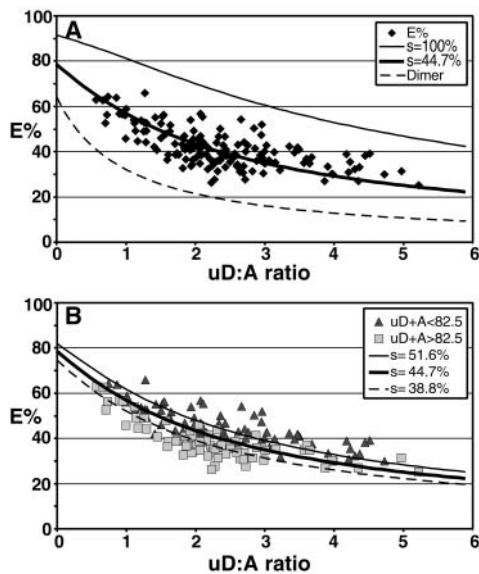 A
E%
s=100%
s=44.7%
Dimer
100
80
60
40
20
0
E%
0 1 2 3 4 5 6
uD:A ratio
B
uD+A<82.5
uD+A>82.5
s= 51.6%
s= 44.7%
s= 38.8%
100
80
60
40
20
0
E%
0 1 2 3 4 5 6
uD:A ratio